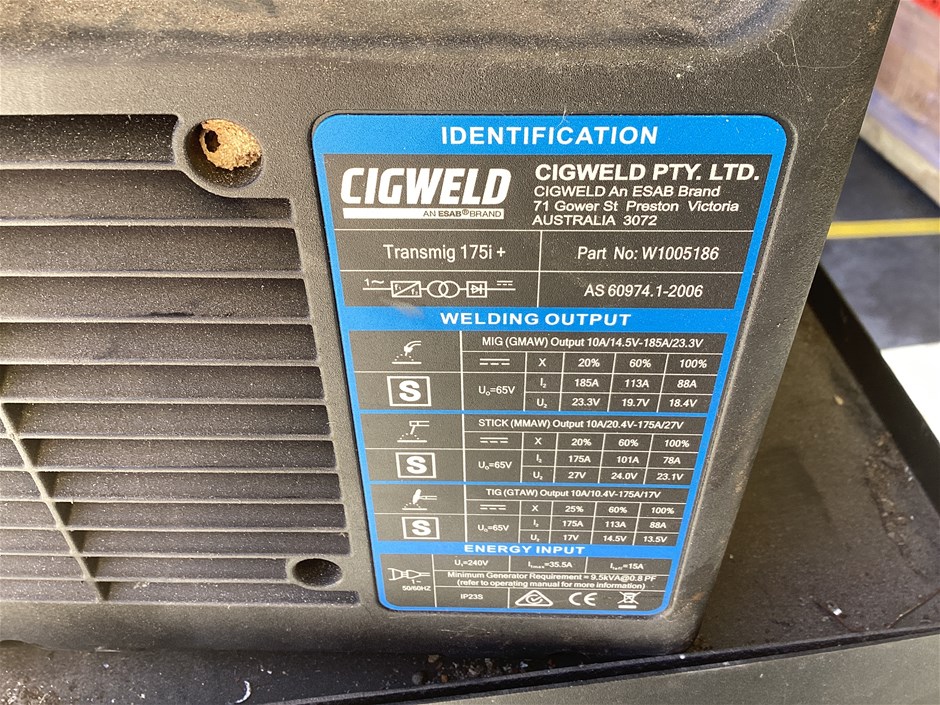 IDENTIFICATION
CIGWELD
AN ESAB® BRAND
CIGWELD PTY. LTD.
CIGWELD An ESAB Brand
71 Gower St Preston Victoria
AUSTRALIA 3072
Transmig 175i +
Part No: W1005186
1~
AS 60974.1-2006
WELDING OUTPUT
MIG (GMAW) Output 10A/14.5V-185A/23.3V
X 20% 60% 100%
S
U₀=65V
I₂ 185A 113A 88A
U₂ 23.3V 19.7V 18.4V
STICK (MMAW) Output 10A/20.4V-175A/27V
X 20% 60% 100%
S
U₀=65V
I₂ 175A 101A 78A
U₂ 27V 24.0V 23.1V
TIG (GTAW) Output 10A/10.4V-175A/17V
X 25% 60% 100%
S
U₀=65V
I₂ 175A 113A 88A
U₂ 17V 14.5V 13.5V
ENERGY INPUT
U₁=240V I₁max=35.5A I₁eff=15A
1~
50/60HZ
Minimum Generator Requirement = 9.5kVA@0.8 PF
(refer to operating manual for more information)
IP23S
CE